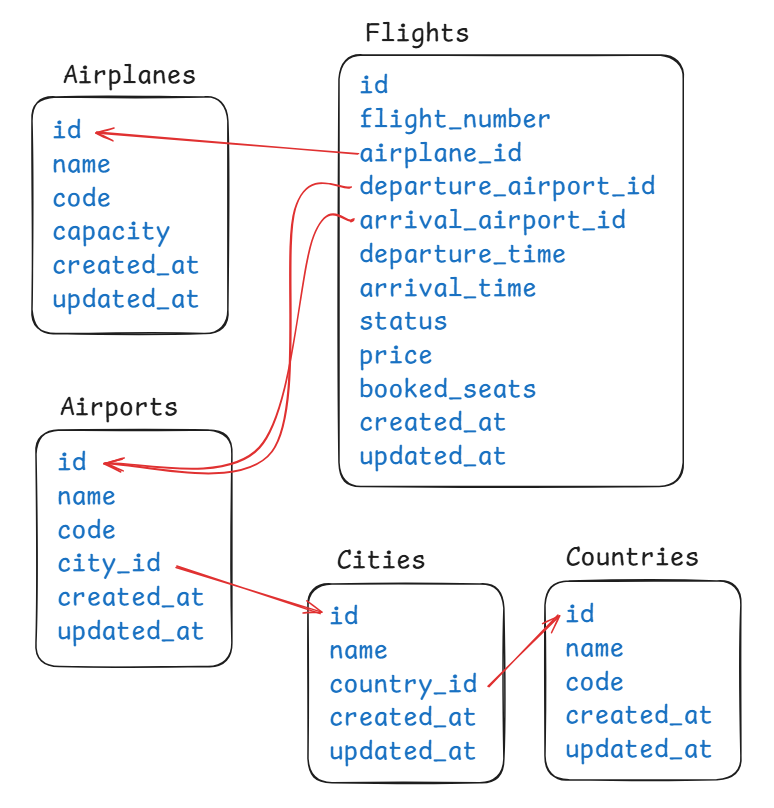 Airplanes
id
name
code
capacity
created_at
updated_at
Flights
id
flight_number
airplane_id
departure_airport_id
arrival_airport_id
departure_time
arrival_time
status
price
booked_seats
created_at
updated_at
Airports
id
name
code
city_id
created_at
updated_at
Cities
id
name
country_id
created_at
updated_at
Countries
id
name
code
created_at
updated_at